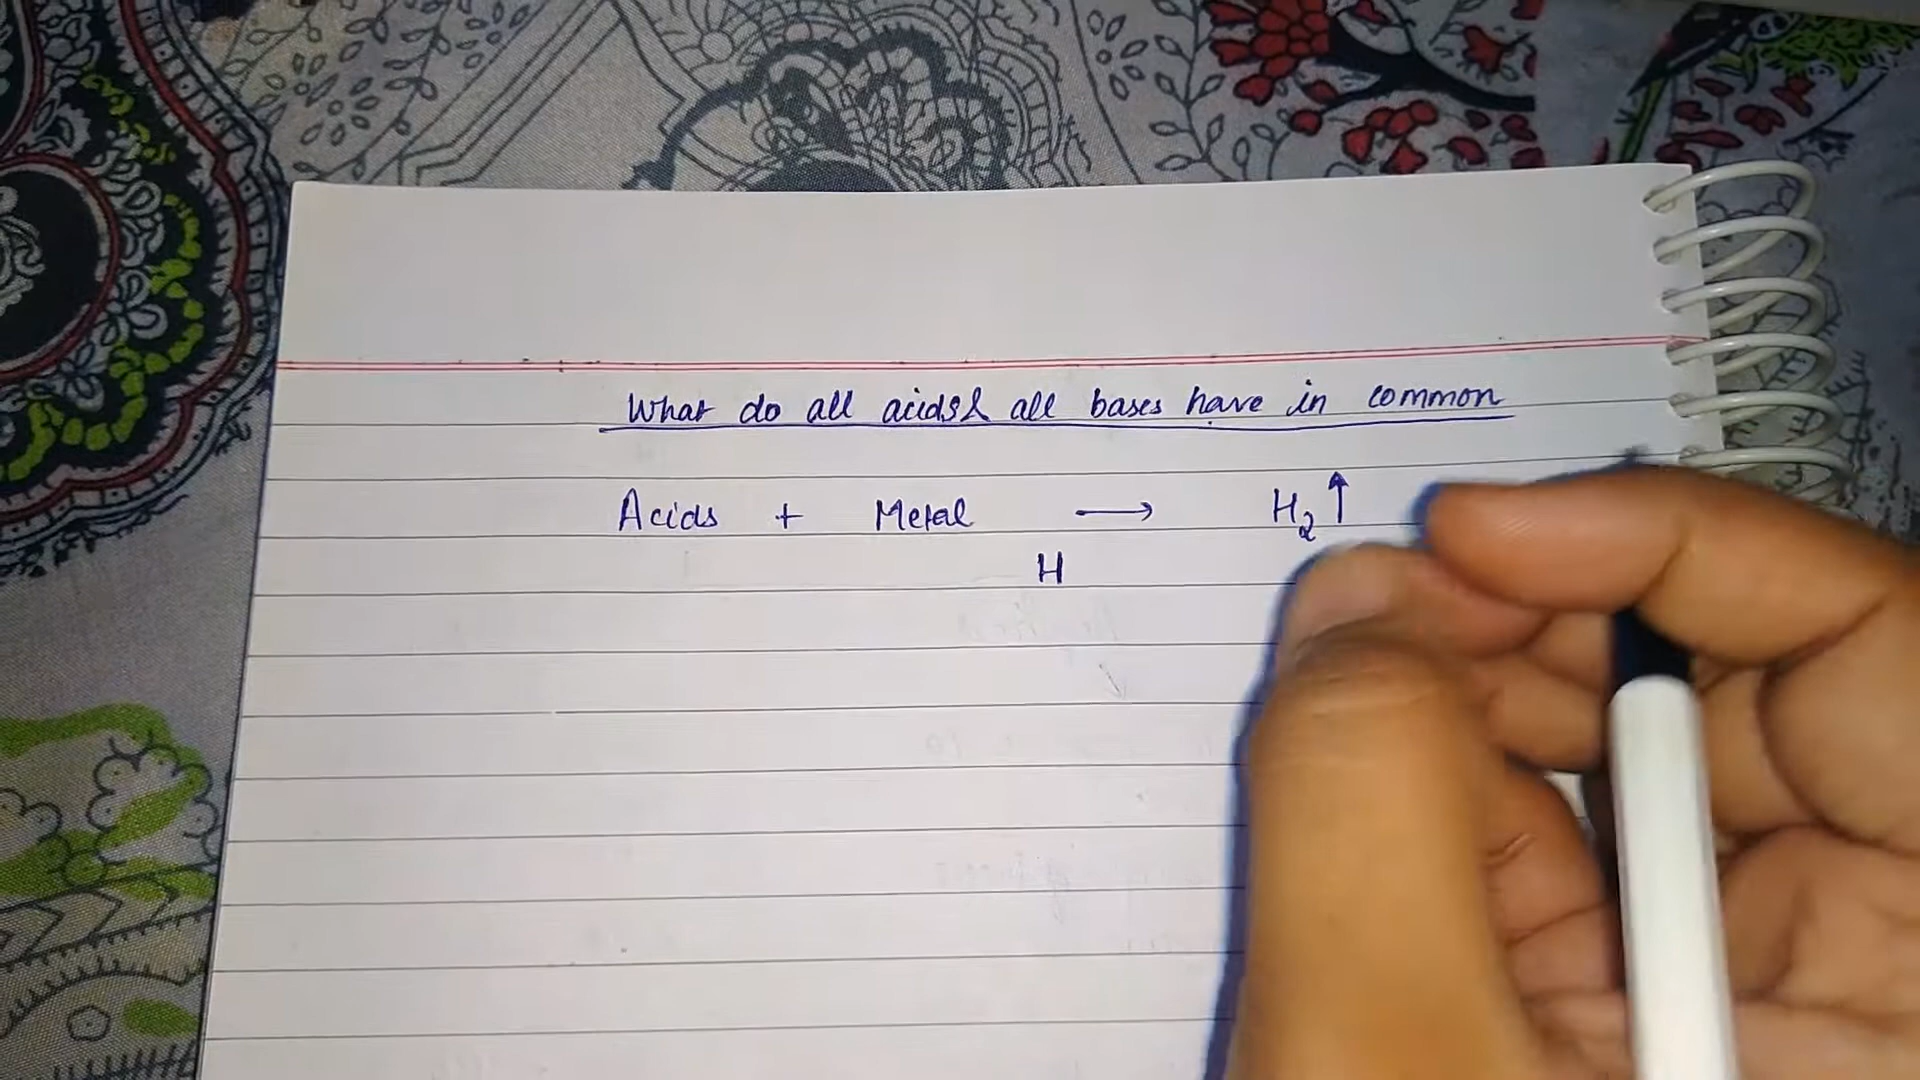 What do all acids & all bases have in common
Acids + Metal ⟶ H₂↑
H